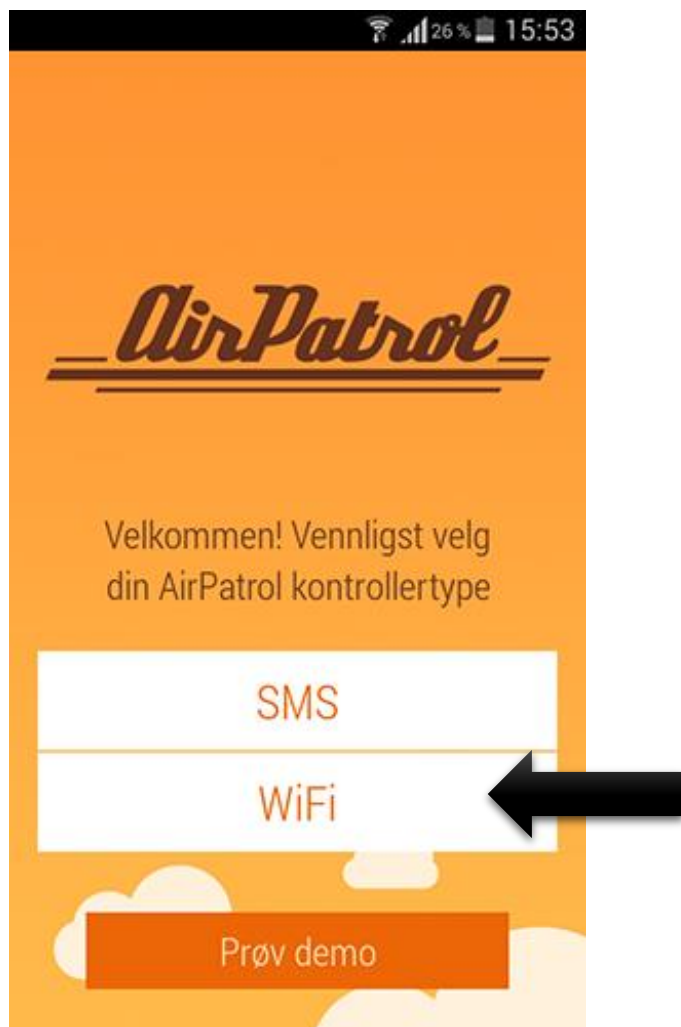 26 % 15:53
AirPatrol
Velkommen! Vennligst velg
din AirPatrol kontrollertype
SMS
WiFi
Prøv demo